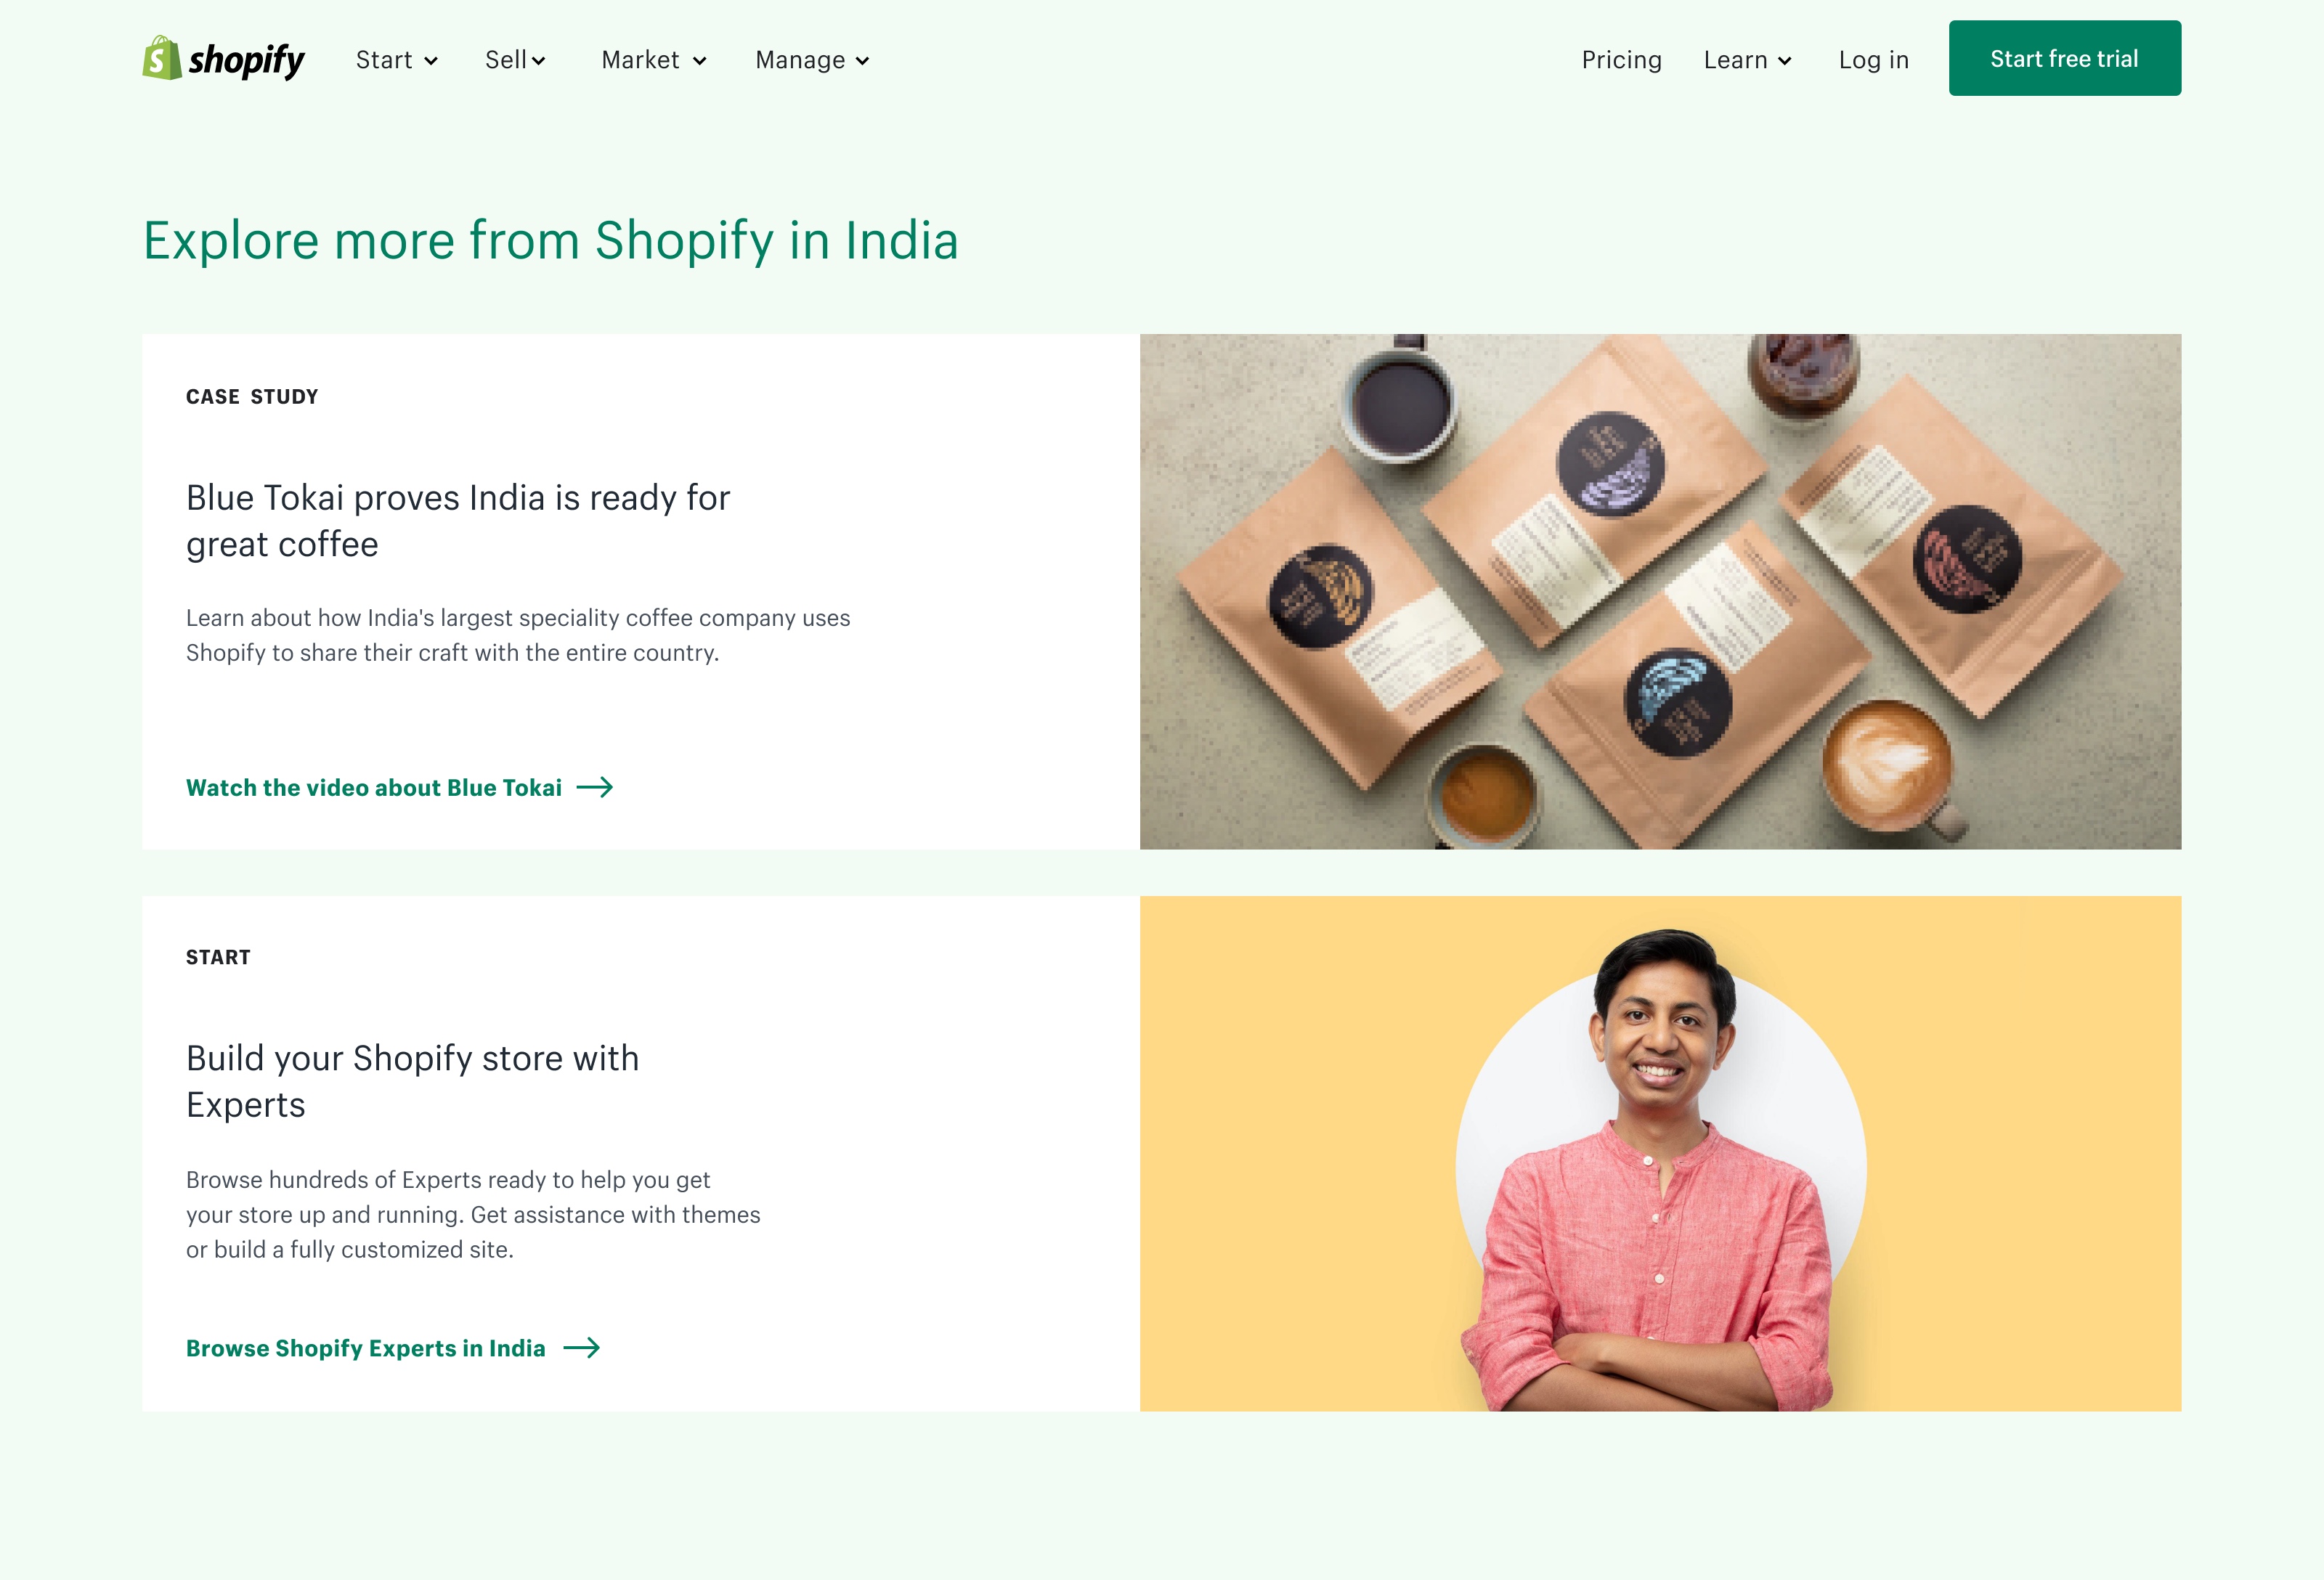 shopify
Start
Sell
Market
Manage
Pricing
Learn
Log in
Start free trial
Explore more from Shopify in India
CASE STUDY
Blue Tokai proves India is ready for
great coffee
Learn about how India's largest speciality coffee company uses
Shopify to share their craft with the entire country.
Watch the video about Blue Tokai
START
Build your Shopify store with
Experts
Browse hundreds of Experts ready to help you get
your store up and running. Get assistance with themes
or build a fully customized site.
Browse Shopify Experts in India